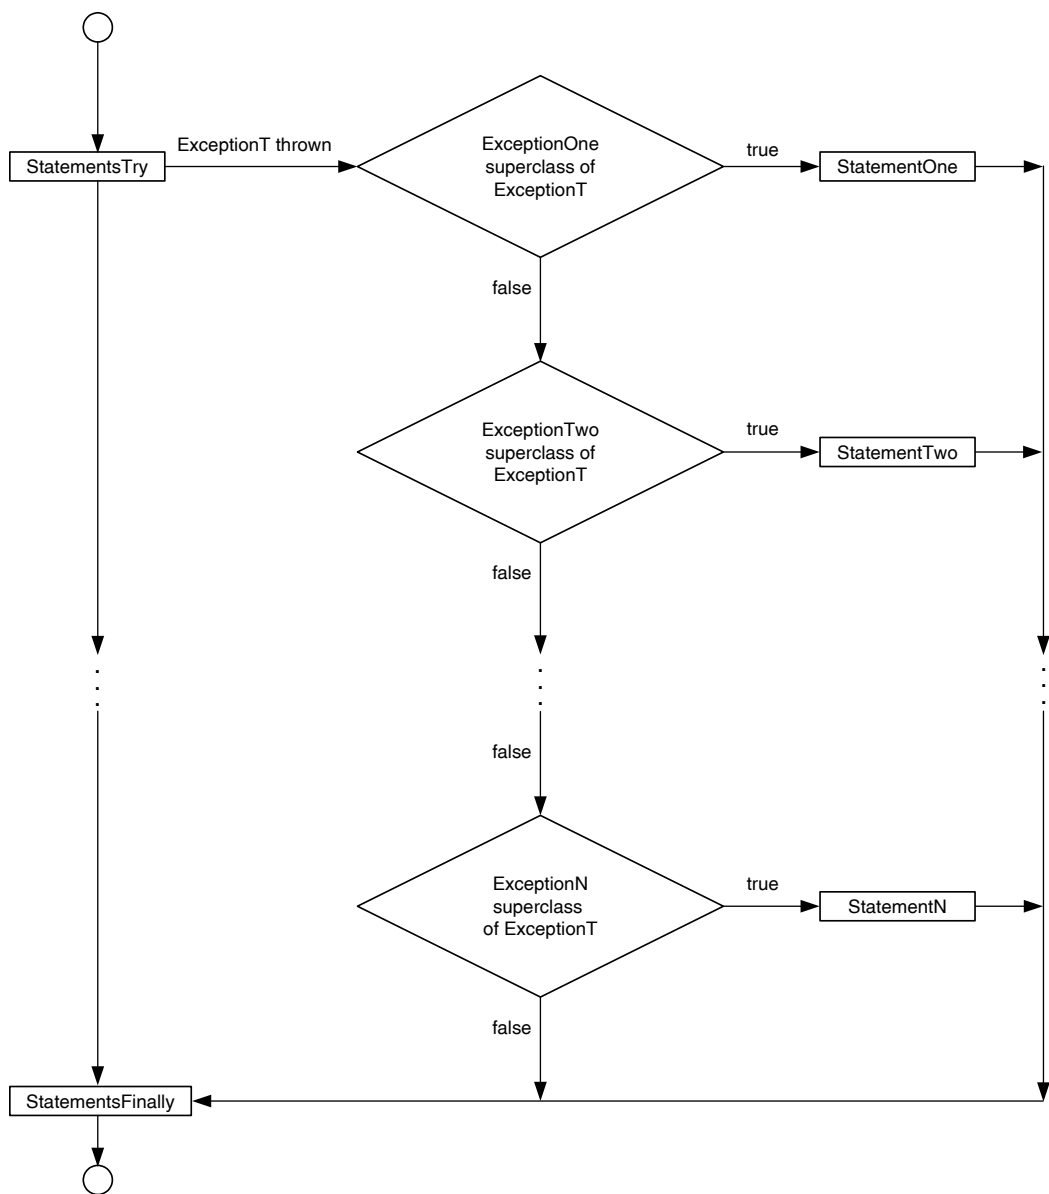 ExceptionT thrown
StatementsTry
ExceptionOne
superclass of
ExceptionT
true
StatementOne
false
ExceptionTwo
superclass of
ExceptionT
true
StatementTwo
false
false
ExceptionN
superclass
of ExceptionT
true
StatementN
false
StatementsFinally